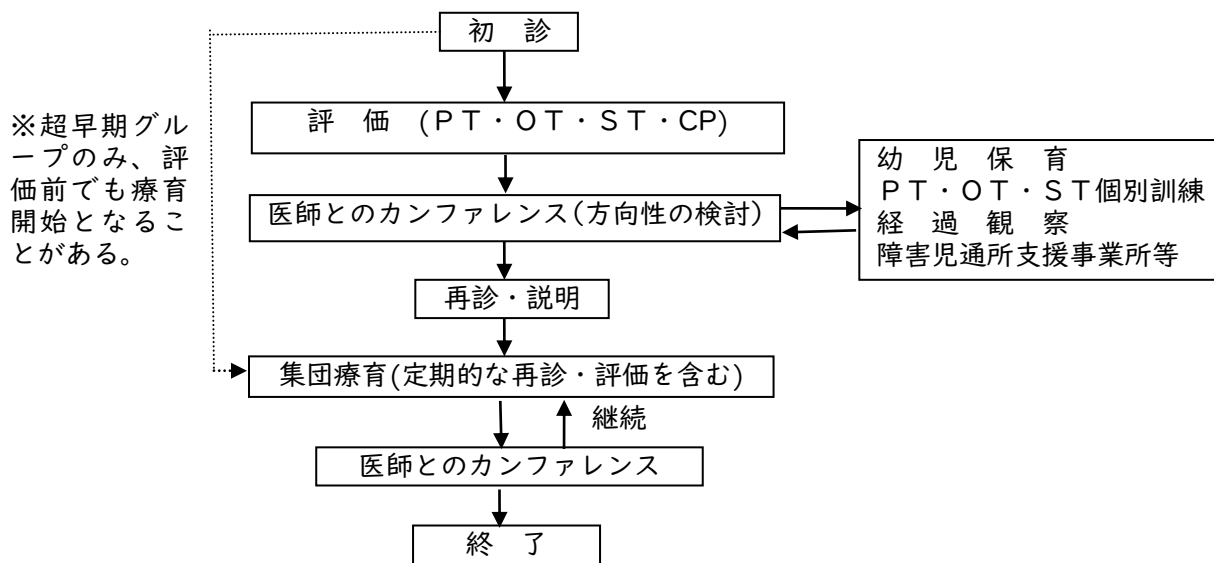 初 診
※超早期グル
ープのみ、評
価前でも療育
開始となるこ
とがある。
評 価 (PT・OT・ST・CP)
医師とのカンファレンス(方向性の検討)
幼 児 保 育
PT・OT・ST個別訓練
経 過 観 察
障害児通所支援事業所等
再診・説明
集団療育(定期的な再診・評価を含む)
継続
医師とのカンファレンス
終 了